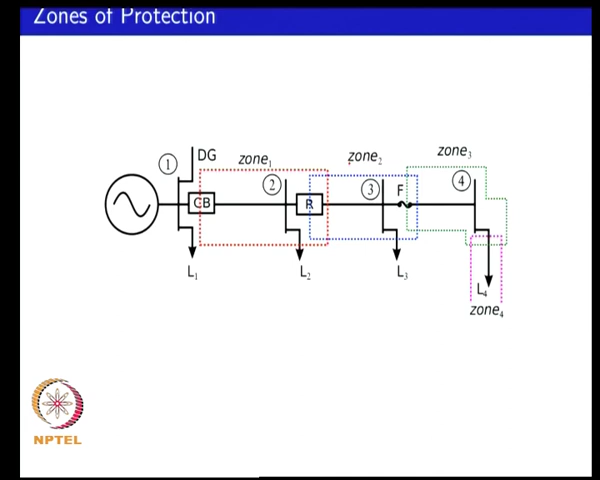 Zones of Protection
1
DG
zone₁
zone₂
zone₃
2
3
F
4
CB
R
L₁
L₂
L₃
L₄
zone₄
NPTEL